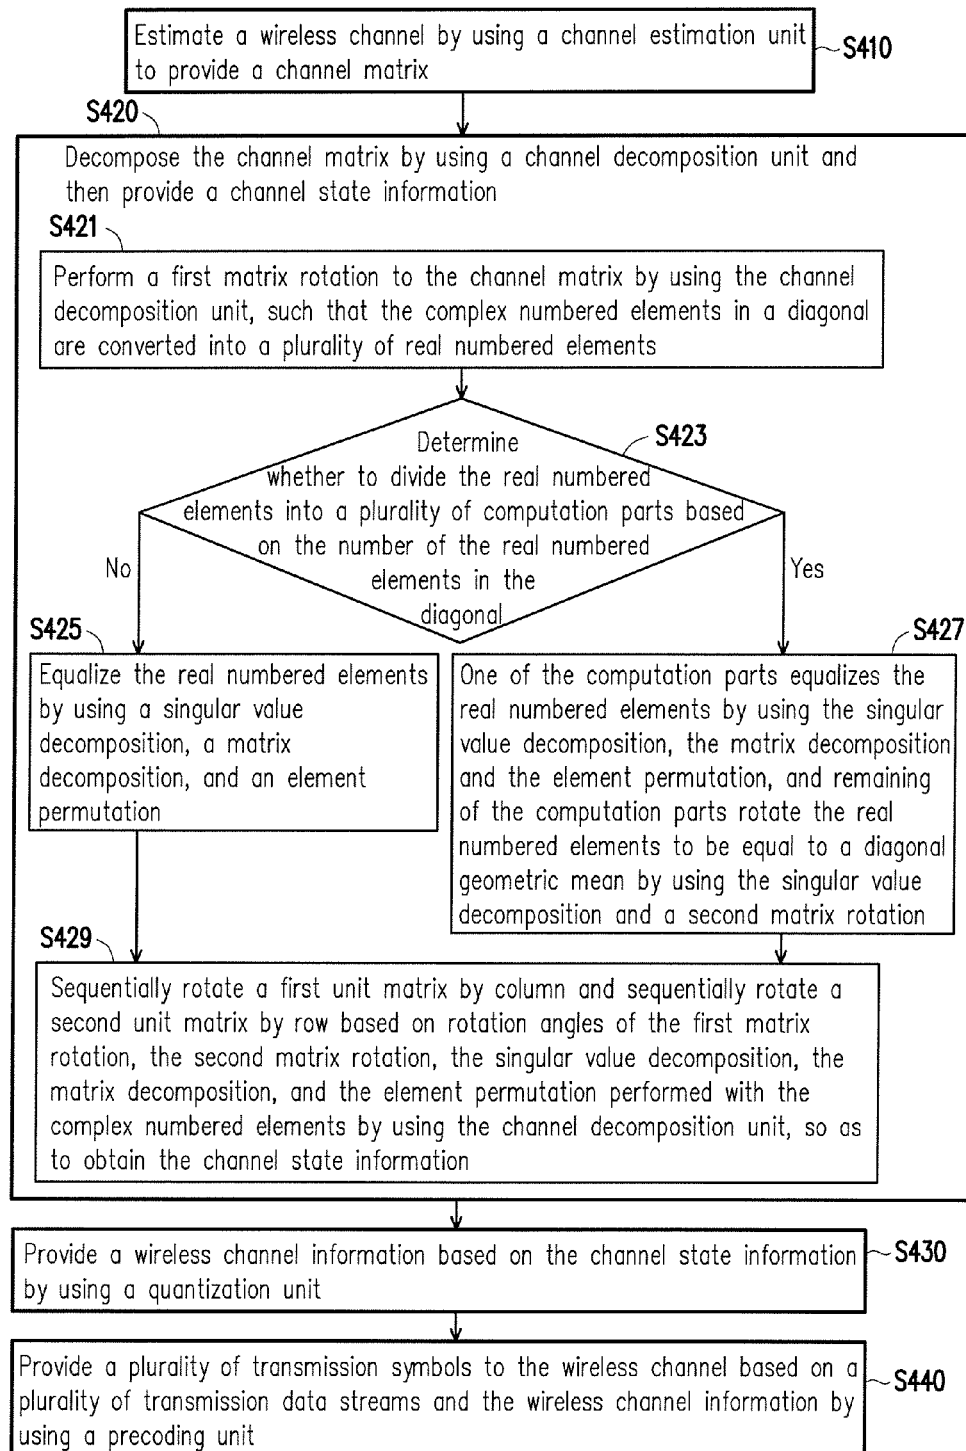 Estimate a wireless channel by using a channel estimation unit
to provide a channel matrix
S410
S420
Decompose the channel matrix by using a channel decomposition unit and
then provide a channel state information
S421
Perform a first matrix rotation to the channel matrix by using the channel
decomposition unit, such that the complex numbered elements in a diagonal
are converted into a plurality of real numbered elements
S423
Determine
whether to divide the real numbered
elements into a plurality of computation parts based
on the number of the real numbered
elements in the
diagonal
No
Yes
S425
Equalize the real numbered elements
by using a singular value
decomposition, a matrix
decomposition, and an element
permutation
S427
One of the computation parts equalizes the
real numbered elements by using the singular
value decomposition, the matrix decomposition
and the element permutation, and remaining
of the computation parts rotate the real
numbered elements to be equal to a diagonal
geometric mean by using the singular value
decomposition and a second matrix rotation
S429
Sequentially rotate a first unit matrix by column and sequentially rotate a
second unit matrix by row based on rotation angles of the first matrix
rotation, the second matrix rotation, the singular value decomposition, the
matrix decomposition, and the element permutation performed with the
complex numbered elements by using the channel decomposition unit, so as
to obtain the channel state information
Provide a wireless channel information based on the channel state information
by using a quantization unit
S430
Provide a plurality of transmission symbols to the wireless channel based on a
plurality of transmission data streams and the wireless channel information by
using a precoding unit
S440